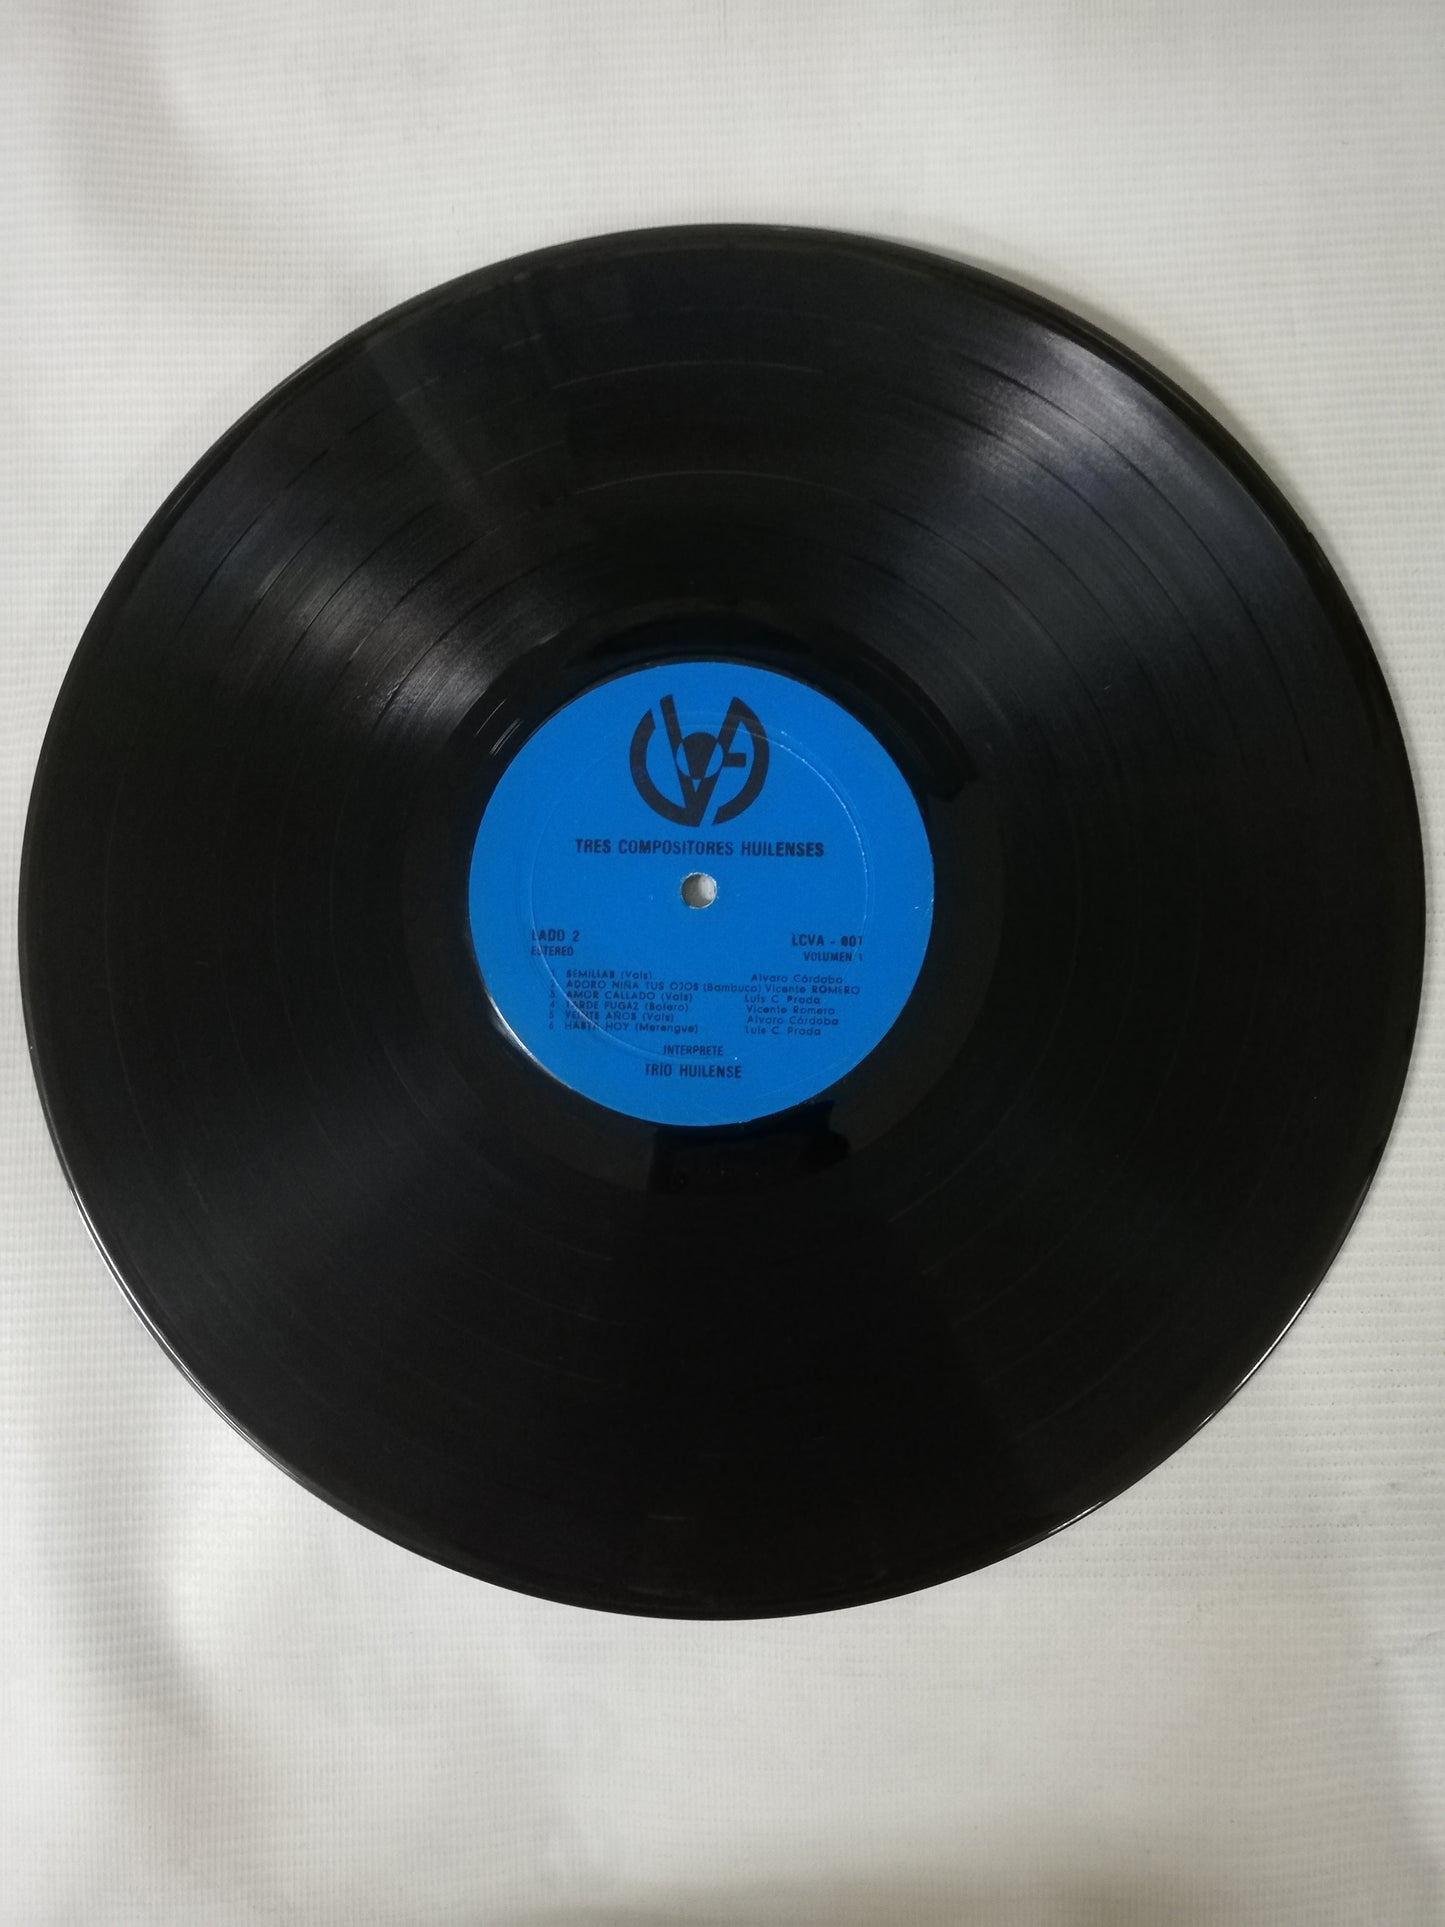 TRES COMPOSITORES HUILENSES
LADO 2 LCVA - 001
ESTEREO VOLUMEN 1
1 SEMILLAS (Vals) Alvaro Córdoba
2 ADORO NIÑA TUS OJOS (Bambuco) Vicente ROMERO
3 AMOR CALLADO (Vals) Luis C. Prada
4 TARDE FUGAZ (Bolero) Vicente Romero
5 VEINTE AÑOS (Vals) Alvaro Córdoba
6 HASTA HOY (Merengue) Luis C. Prada
INTERPRETE
TRIO HUILENSE